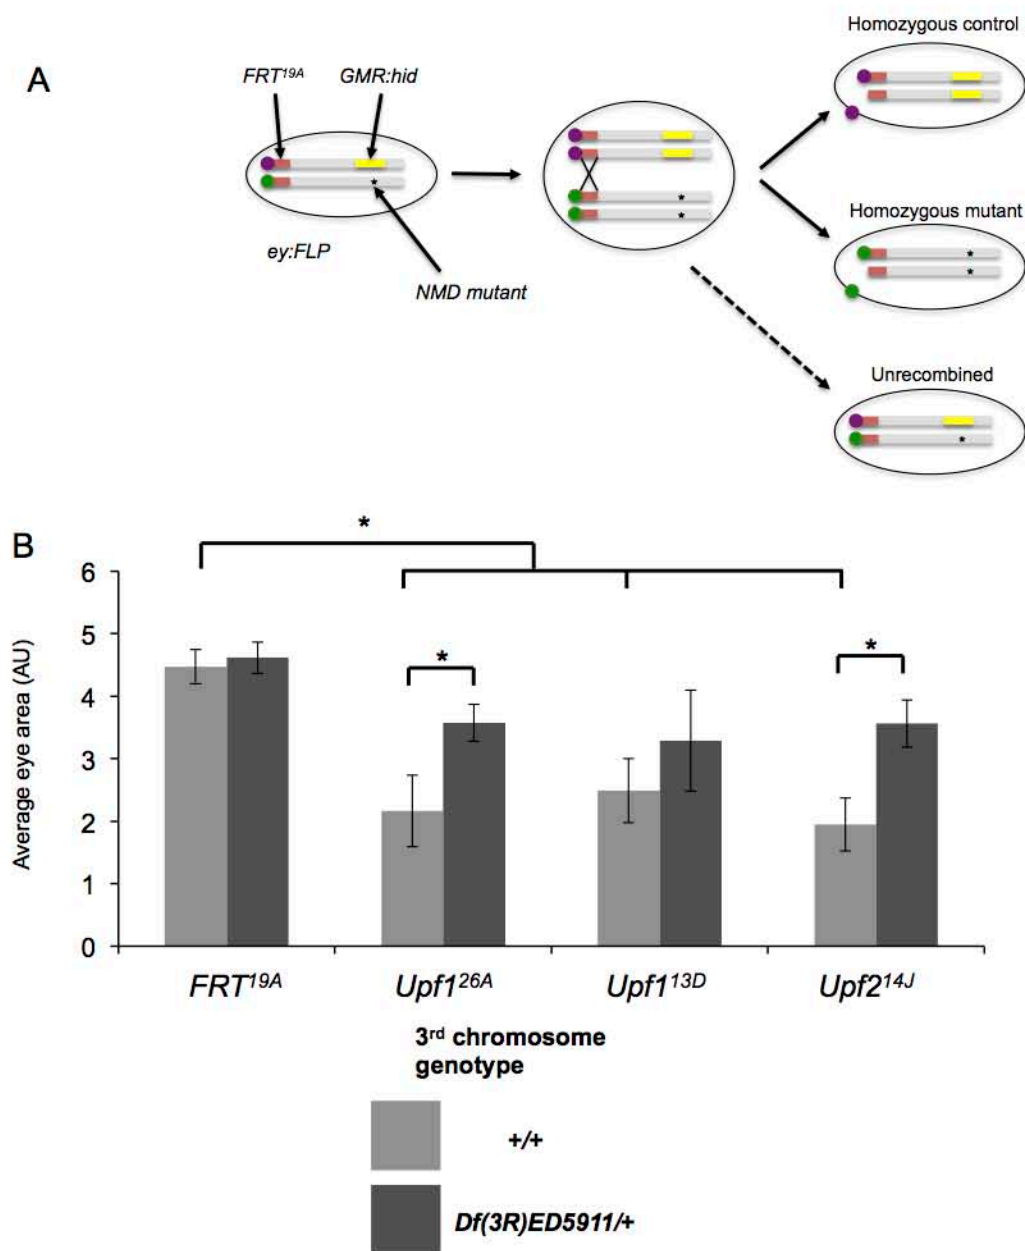 A
Homozygous control
FRT19A
GMR:hid
ey:FLP
NMD mutant
Homozygous mutant
Unrecombined
B
*
Average eye area (AU)
6
5
4
3
2
1
0
*
*
FRT19A
Upf126A
Upf113D
Upf214J
3rd chromosome
genotype
+/+
Df(3R)ED5911/+